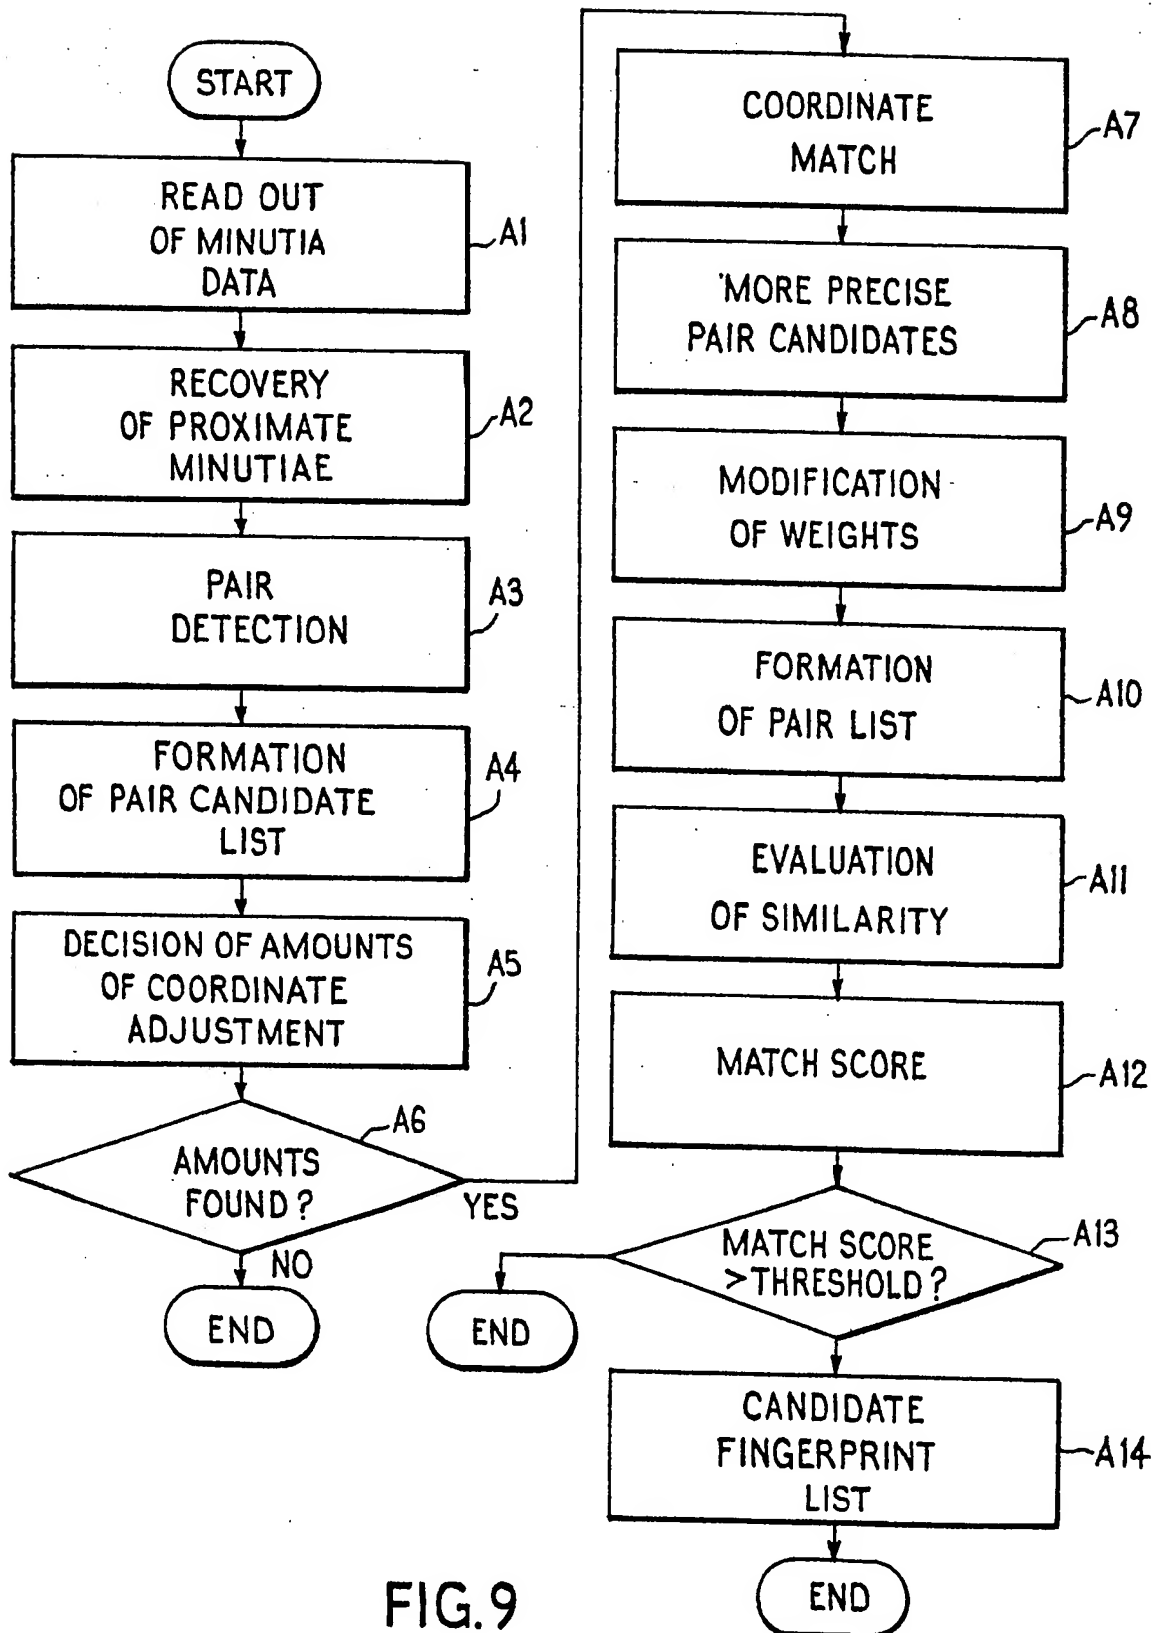 START
READ OUT
OF MINUTIA
DATA
A1
RECOVERY
OF PROXIMATE
MINUTIAE
A2
PAIR
DETECTION
A3
FORMATION
OF PAIR CANDIDATE
LIST
A4
DECISION OF AMOUNTS
OF COORDINATE
ADJUSTMENT
A5
AMOUNTS
FOUND?
A6
YES
NO
END
COORDINATE
MATCH
A7
MORE PRECISE
PAIR CANDIDATES
A8
MODIFICATION
OF WEIGHTS
A9
FORMATION
OF PAIR LIST
A10
EVALUATION
OF SIMILARITY
A11
MATCH SCORE
A12
MATCH SCORE
>THRESHOLD?
A13
END
CANDIDATE
FINGERPRINT
LIST
A14
END
FIG.9